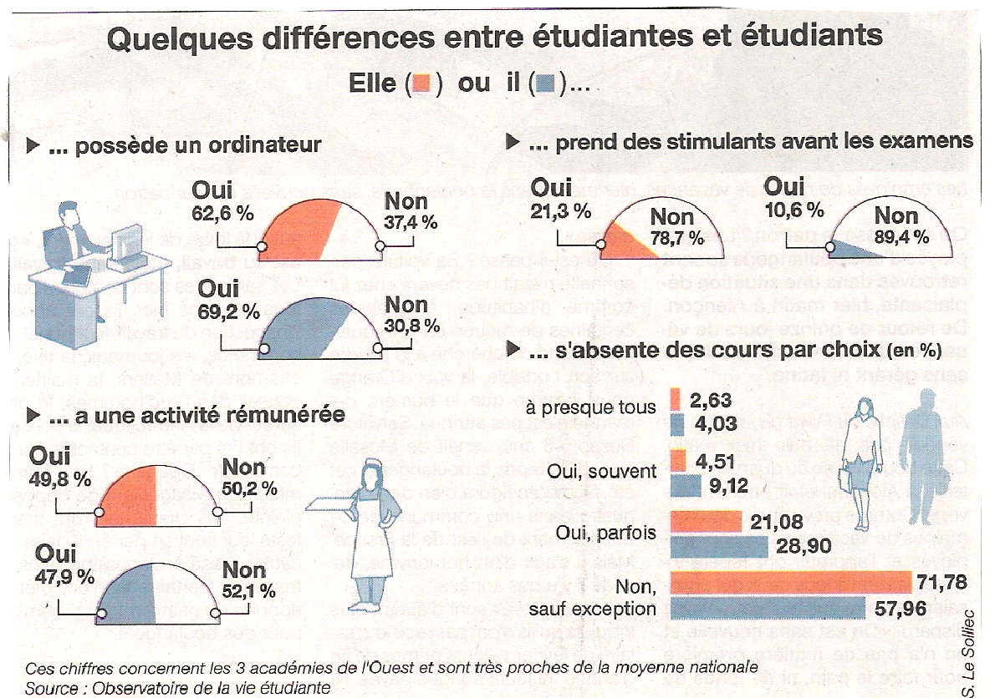 Quelques différences entre étudiantes et étudiants
Elle ( ) ou il ( )...
... possède un ordinateur
Oui
62,6 %
Non
37,4 %
Oui
69,2 %
Non
30,8 %
... a une activité rémunérée
Oui
49,8 %
Non
50,2 %
Oui
47,9 %
Non
52,1 %
... prend des stimulants avant les examens
Oui
21,3 %
Non
78,7 %
Oui
10,6 %
Non
89,4 %
... s'absente des cours par choix (en %)
à presque tous
2,63
4,03
Oui, souvent
4,51
9,12
Oui, parfois
21,08
28,90
Non,
sauf exception
71,78
57,96
Ces chiffres concernent les 3 académies de l'Ouest et sont très proches de la moyenne nationale
Source : Observatoire de la vie étudiante
S. Le Solliec